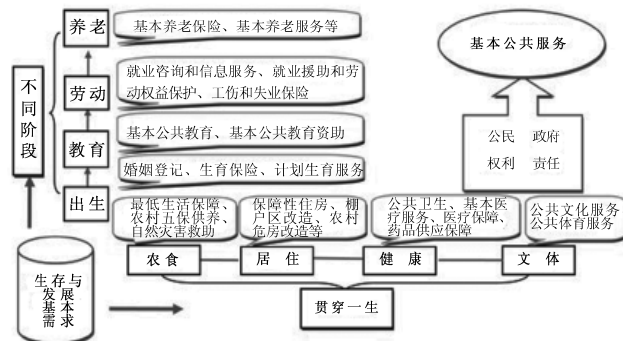 养老
基本养老保险、基本养老服务等
基本公共服务
不同阶段
劳动
就业咨询和信息服务、就业援助和劳
动权益保护、工伤和失业保险
教育
基本公共教育、基本公共教育资助
公民 政府
权利 责任
婚姻登记、生育保险、计划生育服务
出生
最低生活保障、
农村五保供养、
自然灾害救助
保障性住房、棚
户区改造、农村
危房改造等
公共卫生、基本医
疗服务、医疗保障、
药品供应保障
公共文化服务
公共体育服务
农食
居住
健康
文体
生存与
发展
基本
需求
贯穿一生